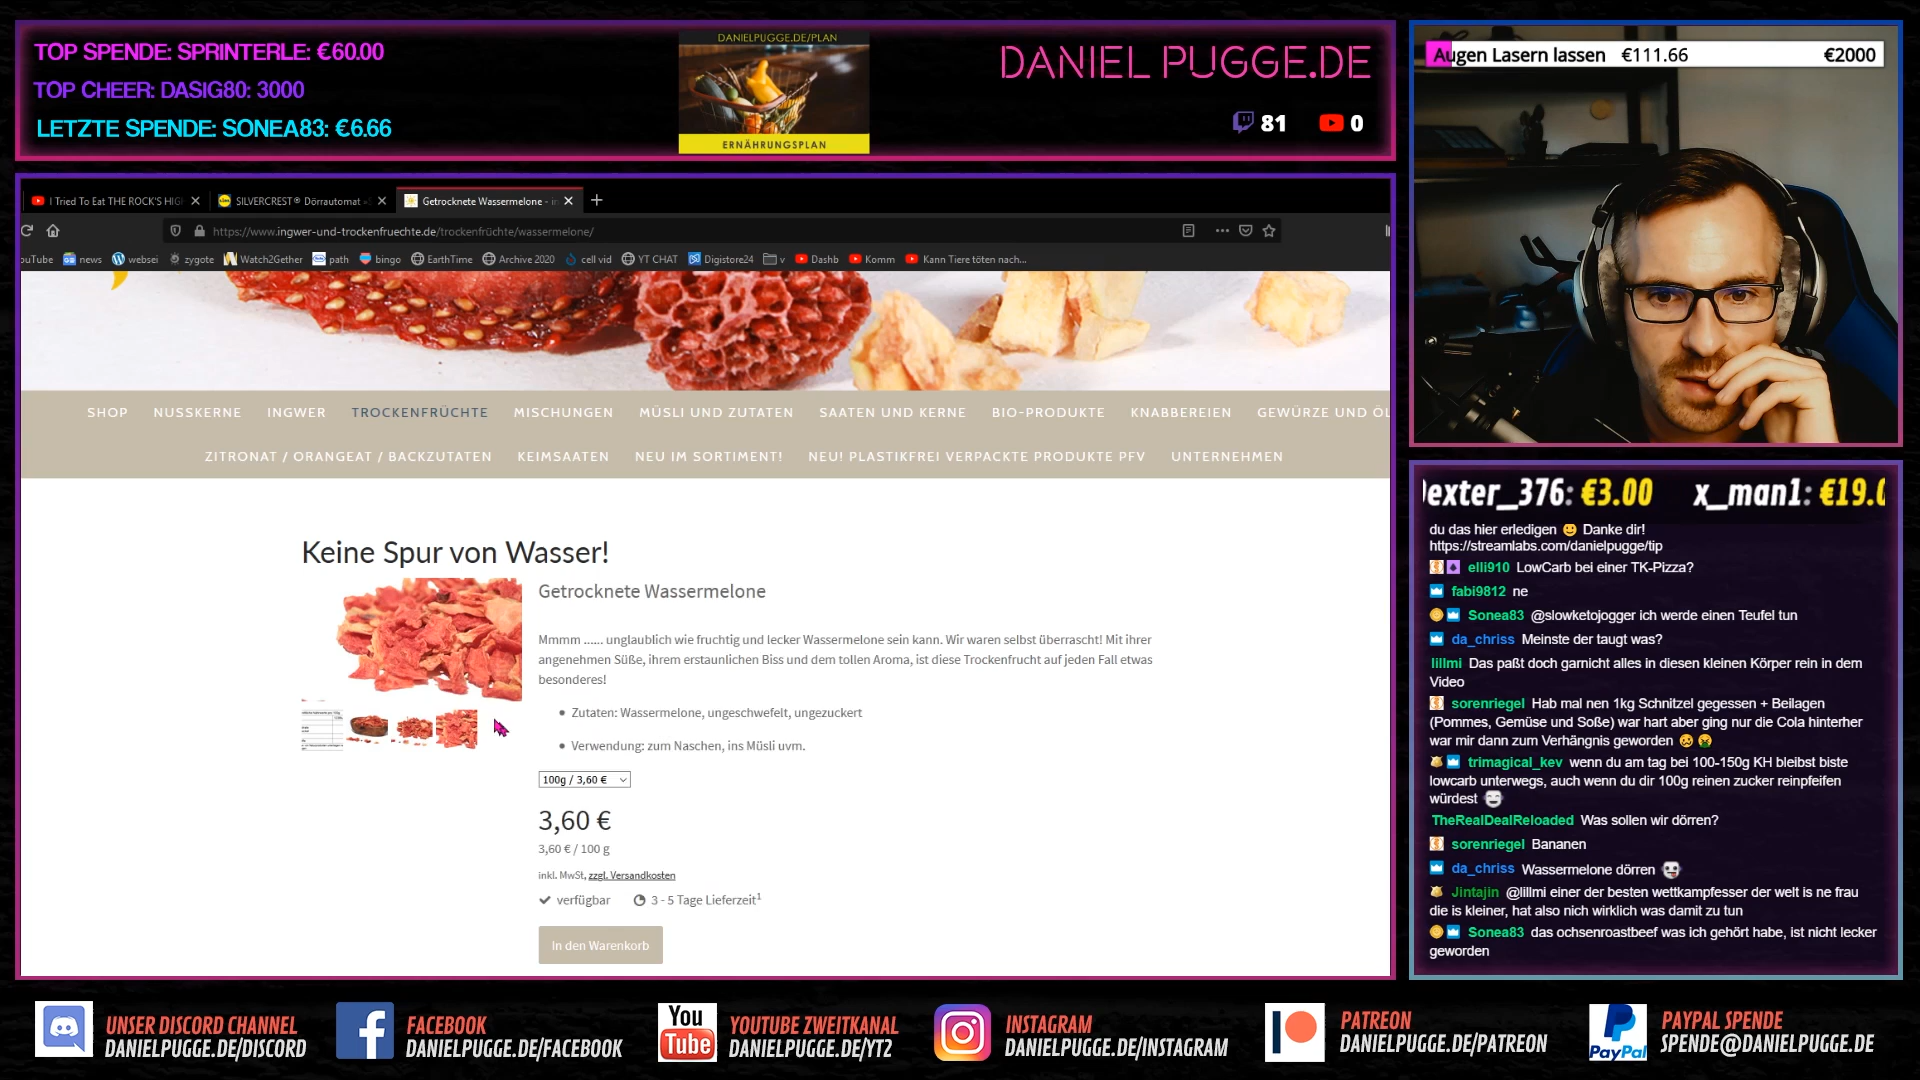 TOP SPENDE: SPRINTERLE: €60.00
TOP CHEER: DASIG80: 3000
LETZTE SPENDE: SONEA83: €6.66
DANIELPUGGE.DE/PLAN
ERNÄHRUNGSPLAN
DANIEL PUGGE.DE
81 0
Augen Lasern lassen €111.66 €2000
I Tried To Eat THE ROCK'S HIG
SILVERCREST® Dörrautomat
Getrocknete Wassermelone - in
https://www.ingwer-und-trockenfruechte.de/trockenfrüchte/wassermelone/
ouTube news websei zygote Watch2Gether path bingo EarthTime Archive 2020 cell vid YT CHAT Digistore24 v Dashb Komm Kann Tiere töten nach...
SHOP NUSSKERNE INGWER TROCKENFRÜCHTE MISCHUNGEN MÜSLI UND ZUTATEN SAATEN UND KERNE BIO-PRODUKTE KNABBEREIEN GEWÜRZE UND ÖL
ZITRONAT / ORANGEAT / BACKZUTATEN KEIMSAATEN NEU IM SORTIMENT! NEU! PLASTIKFREI VERPACKTE PRODUKTE PFV UNTERNEHMEN
Keine Spur von Wasser!
Getrocknete Wassermelone
Mmmm ...... unglaublich wie fruchtig und lecker Wassermelone sein kann. Wir waren selbst überrascht! Mit ihrer
angenehmen Süße, ihrem erstaunlichen Biss und dem tollen Aroma, ist diese Trockenfrucht auf jeden Fall etwas
besonderes!
• Zutaten: Wassermelone, ungeschwefelt, ungezuckert
• Verwendung: zum Naschen, ins Müsli uvm.
100g / 3,60 €
3,60 €
3,60 € / 100 g
inkl. MwSt, zzgl. Versandkosten
verfügbar 3 - 5 Tage Lieferzeit¹
In den Warenkorb
exter_376: €3.00 x_man1: €19.0
du das hier erledigen Danke dir!
https://streamlabs.com/danielpugge/tip
elli910 LowCarb bei einer TK-Pizza?
fabi9812 ne
Sonea83 @slowketojogger ich werde einen Teufel tun
da_chriss Meinste der taugt was?
lillmi Das paßt doch garnicht alles in diesen kleinen Körper rein in dem
Video
sorenriegel Hab mal nen 1kg Schnitzel gegessen + Beilagen
(Pommes, Gemüse und Soße) war hart aber ging nur die Cola hinterher
war mir dann zum Verhängnis geworden
trimagical_kev wenn du am tag bei 100-150g KH bleibst biste
lowcarb unterwegs, auch wenn du dir 100g reinen zucker reinpfeifen
würdest
TheRealDealReloaded Was sollen wir dörren?
sorenriegel Bananen
da_chriss Wassermelone dörren
Jintajin @lillmi einer der besten wettkampfesser der welt is ne frau
die is kleiner, hat also nich wirklich was damit zu tun
Sonea83 das ochsenroastbeef was ich gehört habe, ist nicht lecker
geworden
UNSER DISCORD CHANNEL
DANIELPUGGE.DE/DISCORD
FACEBOOK
DANIELPUGGE.DE/FACEBOOK
You
Tube
YOUTUBE ZWEITKANAL
DANIELPUGGE.DE/YT2
INSTAGRAM
DANIELPUGGE.DE/INSTAGRAM
PATREON
DANIELPUGGE.DE/PATREON
PayPal
PAYPAL SPENDE
SPENDE@DANIELPUGGE.DE